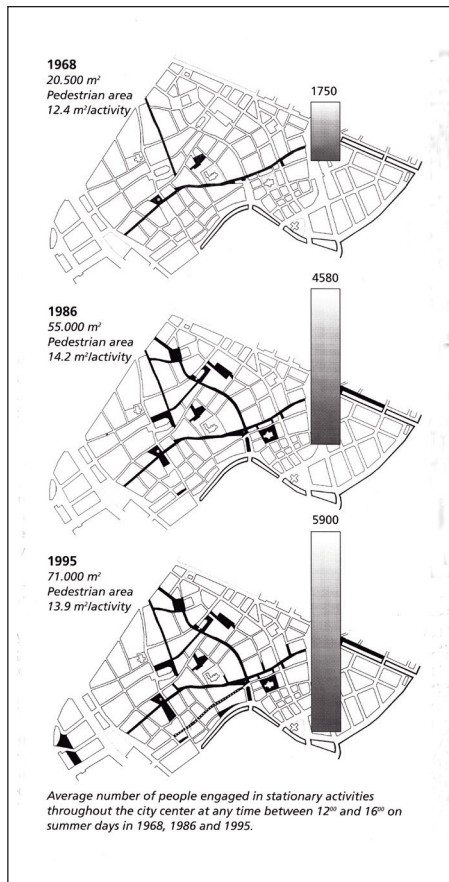 1968
20.500 m²
Pedestrian area
12.4 m²/activity
1750
1986
55.000 m²
Pedestrian area
14.2 m²/activity
4580
1995
71.000 m²
Pedestrian area
13.9 m²/activity
5900
Average number of people engaged in stationary activities
throughout the city center at any time between 12⁰⁰ and 16⁰⁰ on
summer days in 1968, 1986 and 1995.